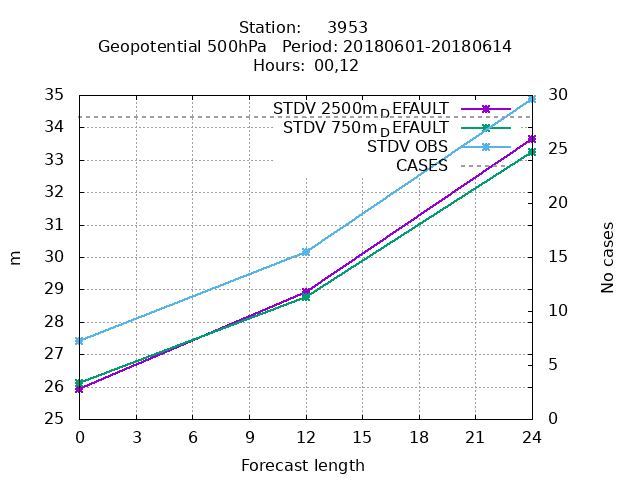 Station: 3953
Geopotential 500hPa Period: 20180601-20180614
Hours: 00,12
STDV 2500m_DEFAULT
STDV 750m_DEFAULT
STDV OBS
CASES
35
34
33
32
31
30
29
28
27
26
25
m
30
25
20
15
10
5
0
No cases
0 3 6 9 12 15 18 21 24
Forecast length